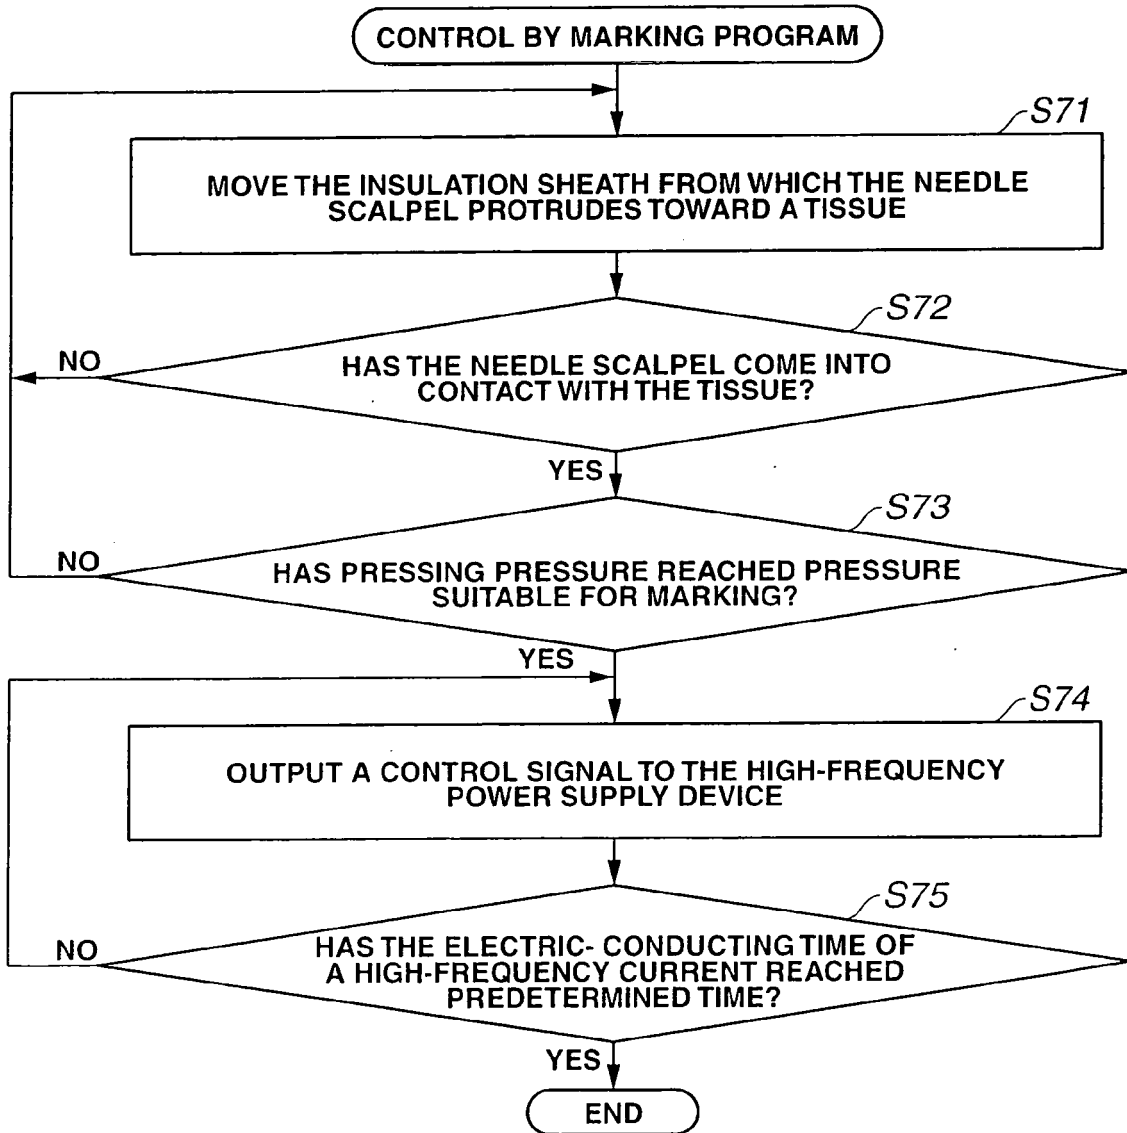 CONTROL BY MARKING PROGRAM
S71
MOVE THE INSULATION SHEATH FROM WHICH THE NEEDLE
SCALPEL PROTRUDES TOWARD A TISSUE
S72
NO
HAS THE NEEDLE SCALPEL COME INTO
CONTACT WITH THE TISSUE?
YES
S73
NO
HAS PRESSING PRESSURE REACHED PRESSURE
SUITABLE FOR MARKING?
YES
S74
OUTPUT A CONTROL SIGNAL TO THE HIGH-FREQUENCY
POWER SUPPLY DEVICE
S75
NO
HAS THE ELECTRIC- CONDUCTING TIME OF
A HIGH-FREQUENCY CURRENT REACHED
PREDETERMINED TIME?
YES
END